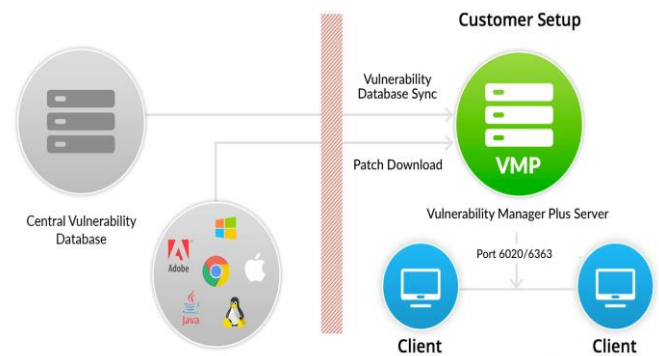 Customer Setup
Vulnerability
Database Sync
Patch Download
VMP
Central Vulnerability
Database
Vulnerability Manager Plus Server
Adobe
Java
Port 6020/6363
Client
Client